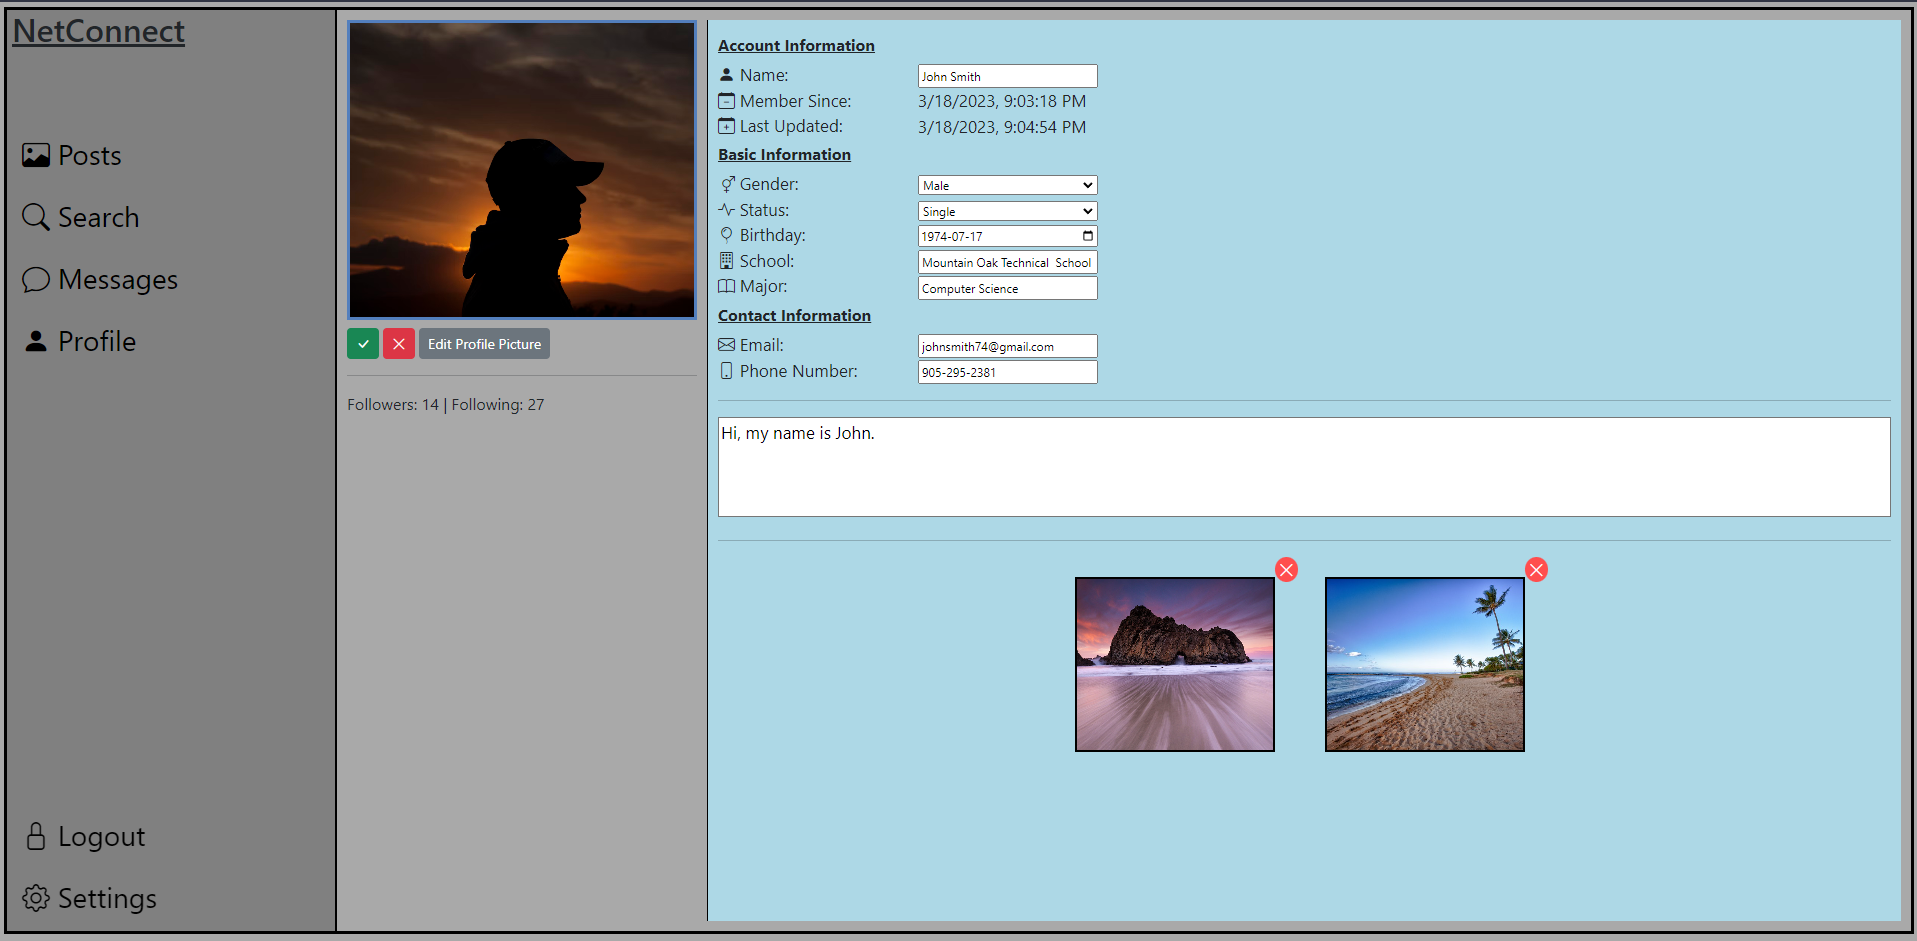 NetConnect
Posts
Search
Messages
Profile
Logout
Settings
Edit Profile Picture
Followers: 14 | Following: 27
Account Information
Name: John Smith
Member Since: 3/18/2023, 9:03:18 PM
Last Updated: 3/18/2023, 9:04:54 PM
Basic Information
Gender: Male
Status: Single
Birthday: 1974-07-17
School: Mountain Oak Technical  School
Major: Computer Science
Contact Information
Email: johnsmith74@gmail.com
Phone Number: 905-295-2381
Hi, my name is John.